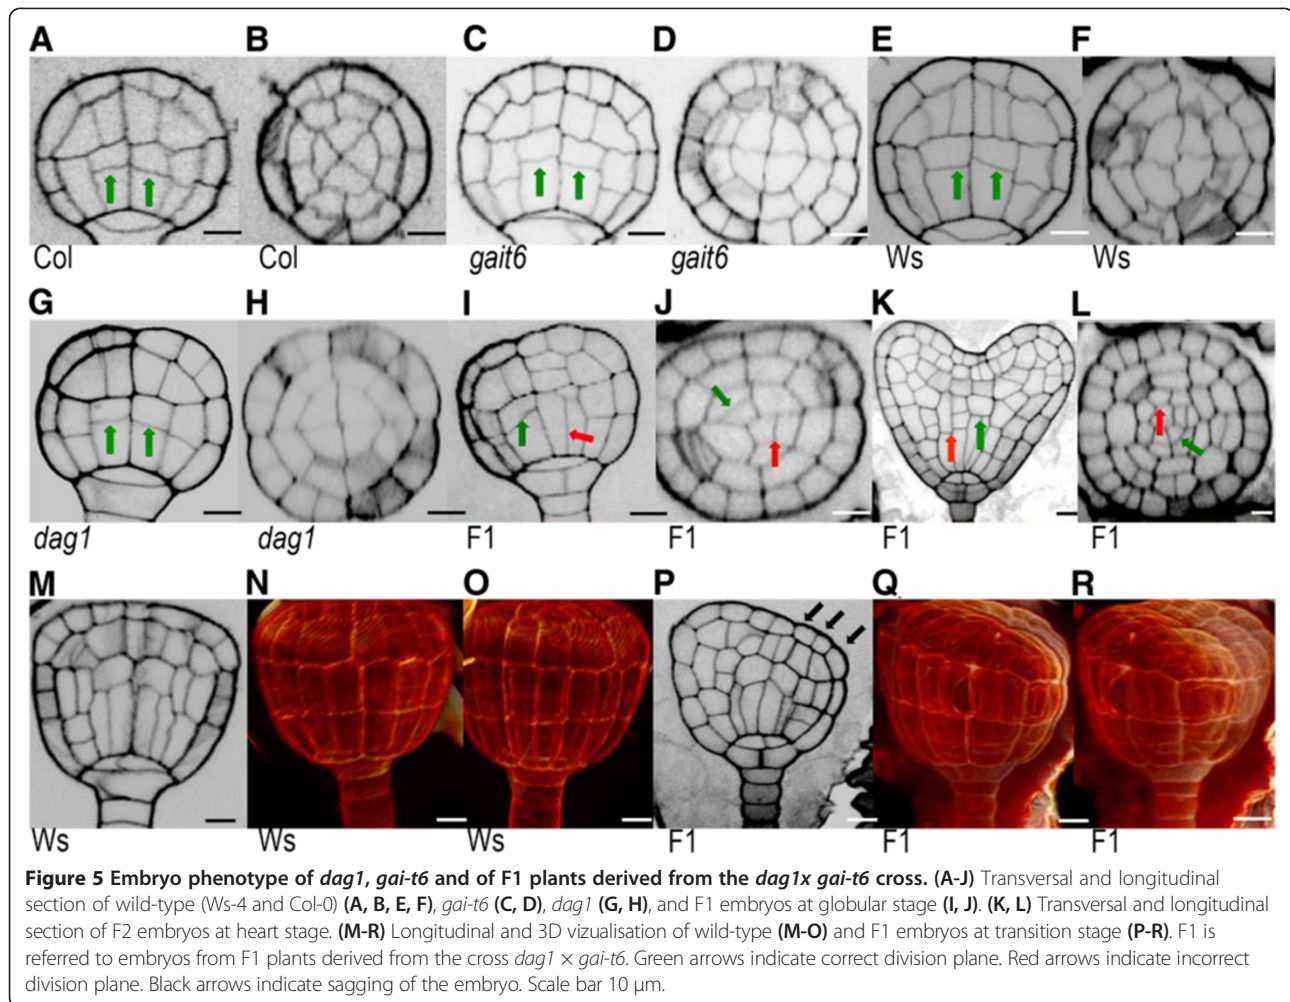 A B C D E F
Col Col gait6 gait6 Ws Ws
G H I J K L
dag1 dag1 F1 F1 F1 F1
M N O P Q R
Ws Ws Ws F1 F1 F1
Figure 5 Embryo phenotype of dag1, gai-t6 and of F1 plants derived from the dag1x gai-t6 cross. (A-J) Transversal and longitudinal
section of wild-type (Ws-4 and Col-0) (A, B, E, F), gai-t6 (C, D), dag1 (G, H), and F1 embryos at globular stage (I, J). (K, L) Transversal and longitudinal
section of F2 embryos at heart stage. (M-R) Longitudinal and 3D vizualisation of wild-type (M-O) and F1 embryos at transition stage (P-R). F1 is
referred to embryos from F1 plants derived from the cross dag1 × gai-t6. Green arrows indicate correct division plane. Red arrows indicate incorrect
division plane. Black arrows indicate sagging of the embryo. Scale bar 10 μm.